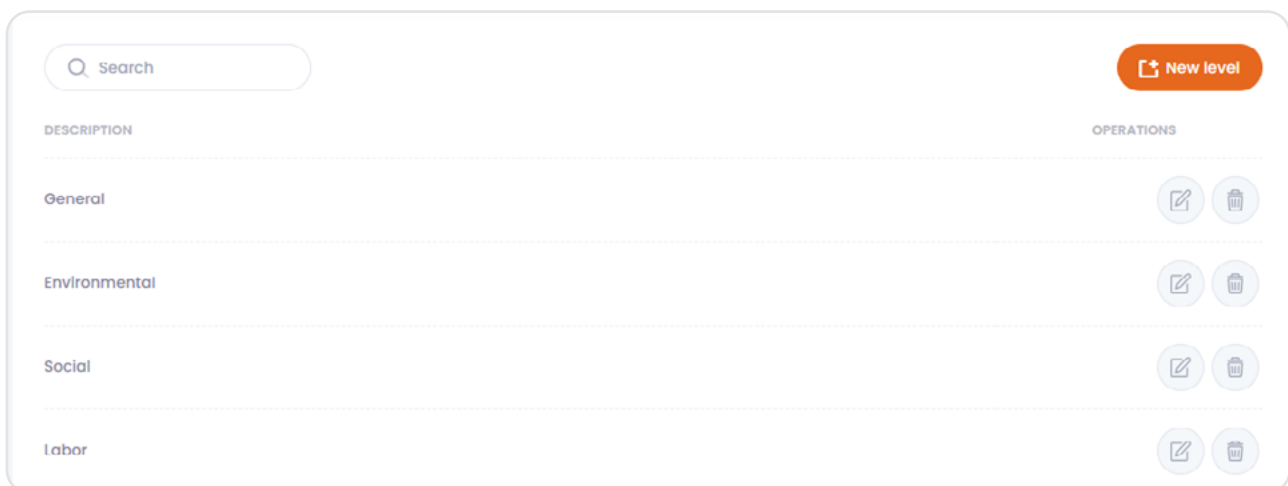 Search
New level
DESCRIPTION OPERATIONS
General
Environmental
Social
Labor